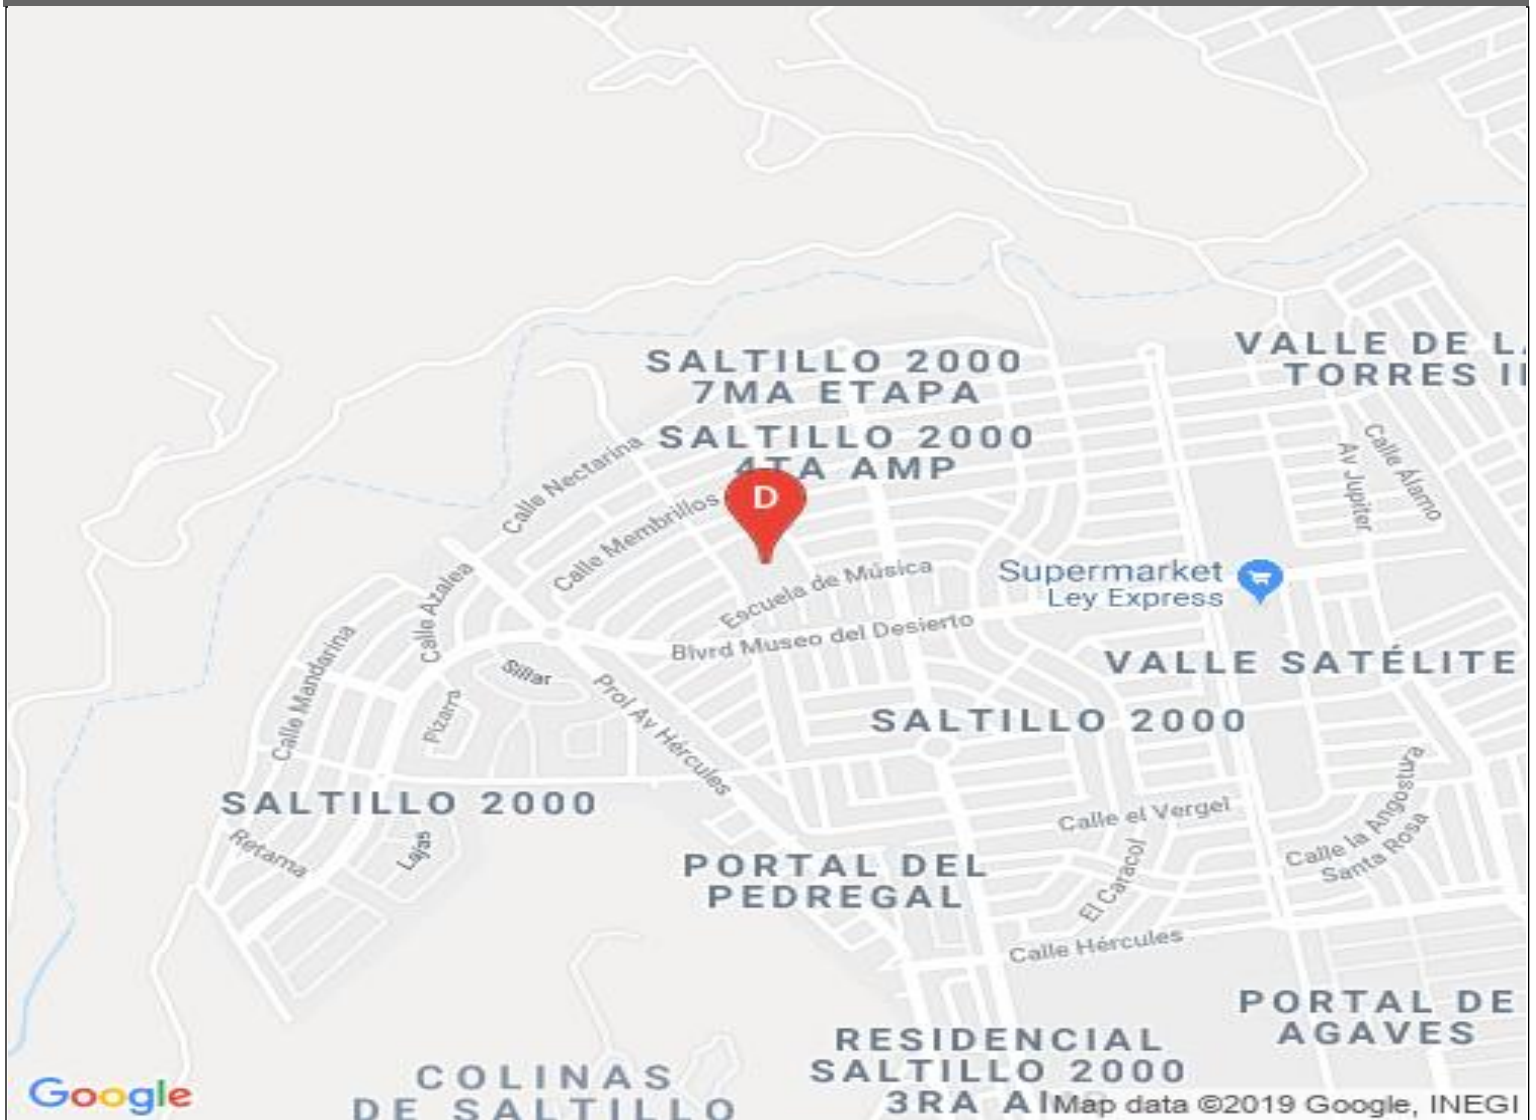 VALLE DE L
TORRES II
SALTILLO 2000
7MA ETAPA
SALTILLO 2000
4TA AMP
Calle Nectarina
Calle Membrillos
D
Calle Álamo
Av Jupiter
Escuela de Música
Supermarket
Ley Express
Blvrd Museo del Desierto
Calle Azalea
Calle Mandarina
Sillar
Pizarra
Prol Av Hércules
VALLE SATÉLITE
SALTILLO 2000
SALTILLO 2000
Retama
Lajas
Calle el Vergel
Calle la Angostura
Santa Rosa
El Caracol
PORTAL DEL
PEDREGAL
Calle Hércules
PORTAL DE
AGAVES
RESIDENCIAL
SALTILLO 2000
3RA A
COLINAS
DE SALTILLO
Google
Map data ©2019 Google, INEGI